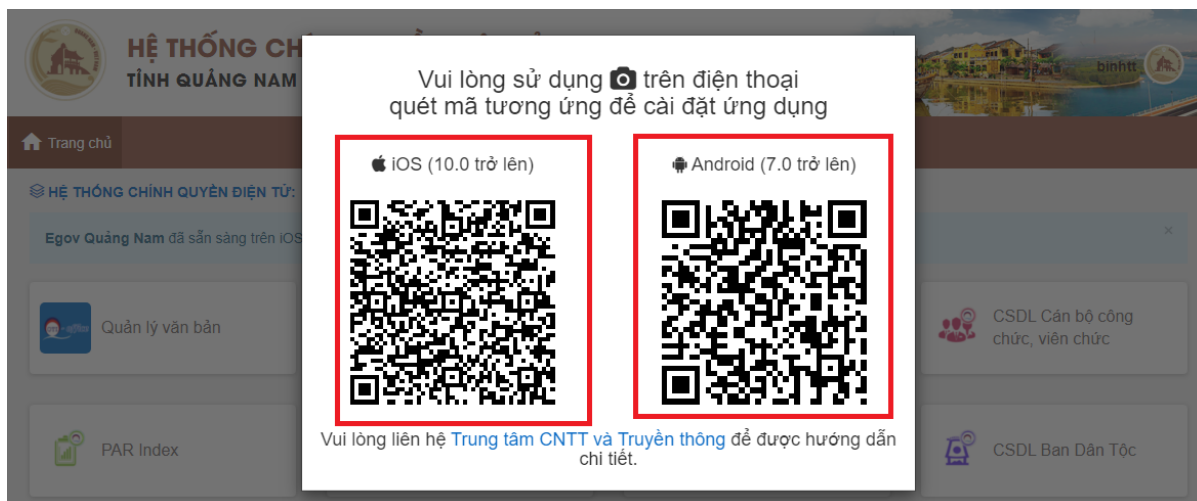 HỆ THỐNG CH
TỈNH QUẢNG NAM
binhtt
Trang chủ
HỆ THỐNG CHÍNH QUYỀN ĐIỆN TỬ:
Egov Quảng Nam đã sẵn sàng trên iOS
×
Quản lý văn bản
CSDL Cán bộ công
chức, viên chức
PAR Index
CSDL Ban Dân Tộc
Vui lòng sử dụng trên điện thoại
quét mã tương ứng để cài đặt ứng dụng
iOS (10.0 trở lên)
Android (7.0 trở lên)
Vui lòng liên hệ Trung tâm CNTT và Truyền thông để được hướng dẫn
chi tiết.